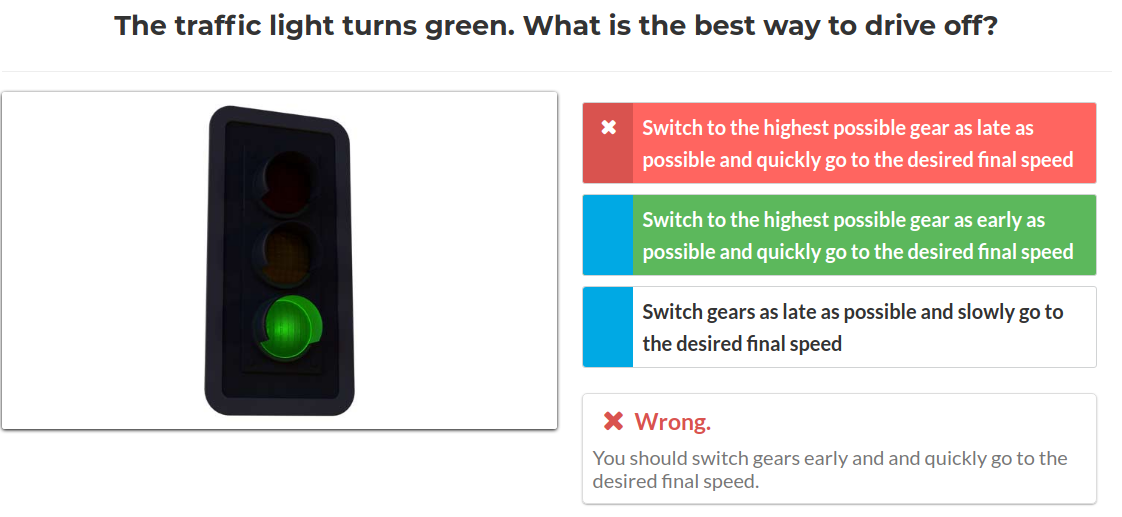 The traffic light turns green. What is the best way to drive off?
Switch to the highest possible gear as late as
possible and quickly go to the desired final speed
Switch to the highest possible gear as early as
possible and quickly go to the desired final speed
Switch gears as late as possible and slowly go to
the desired final speed
Wrong.
You should switch gears early and and quickly go to the
desired final speed.